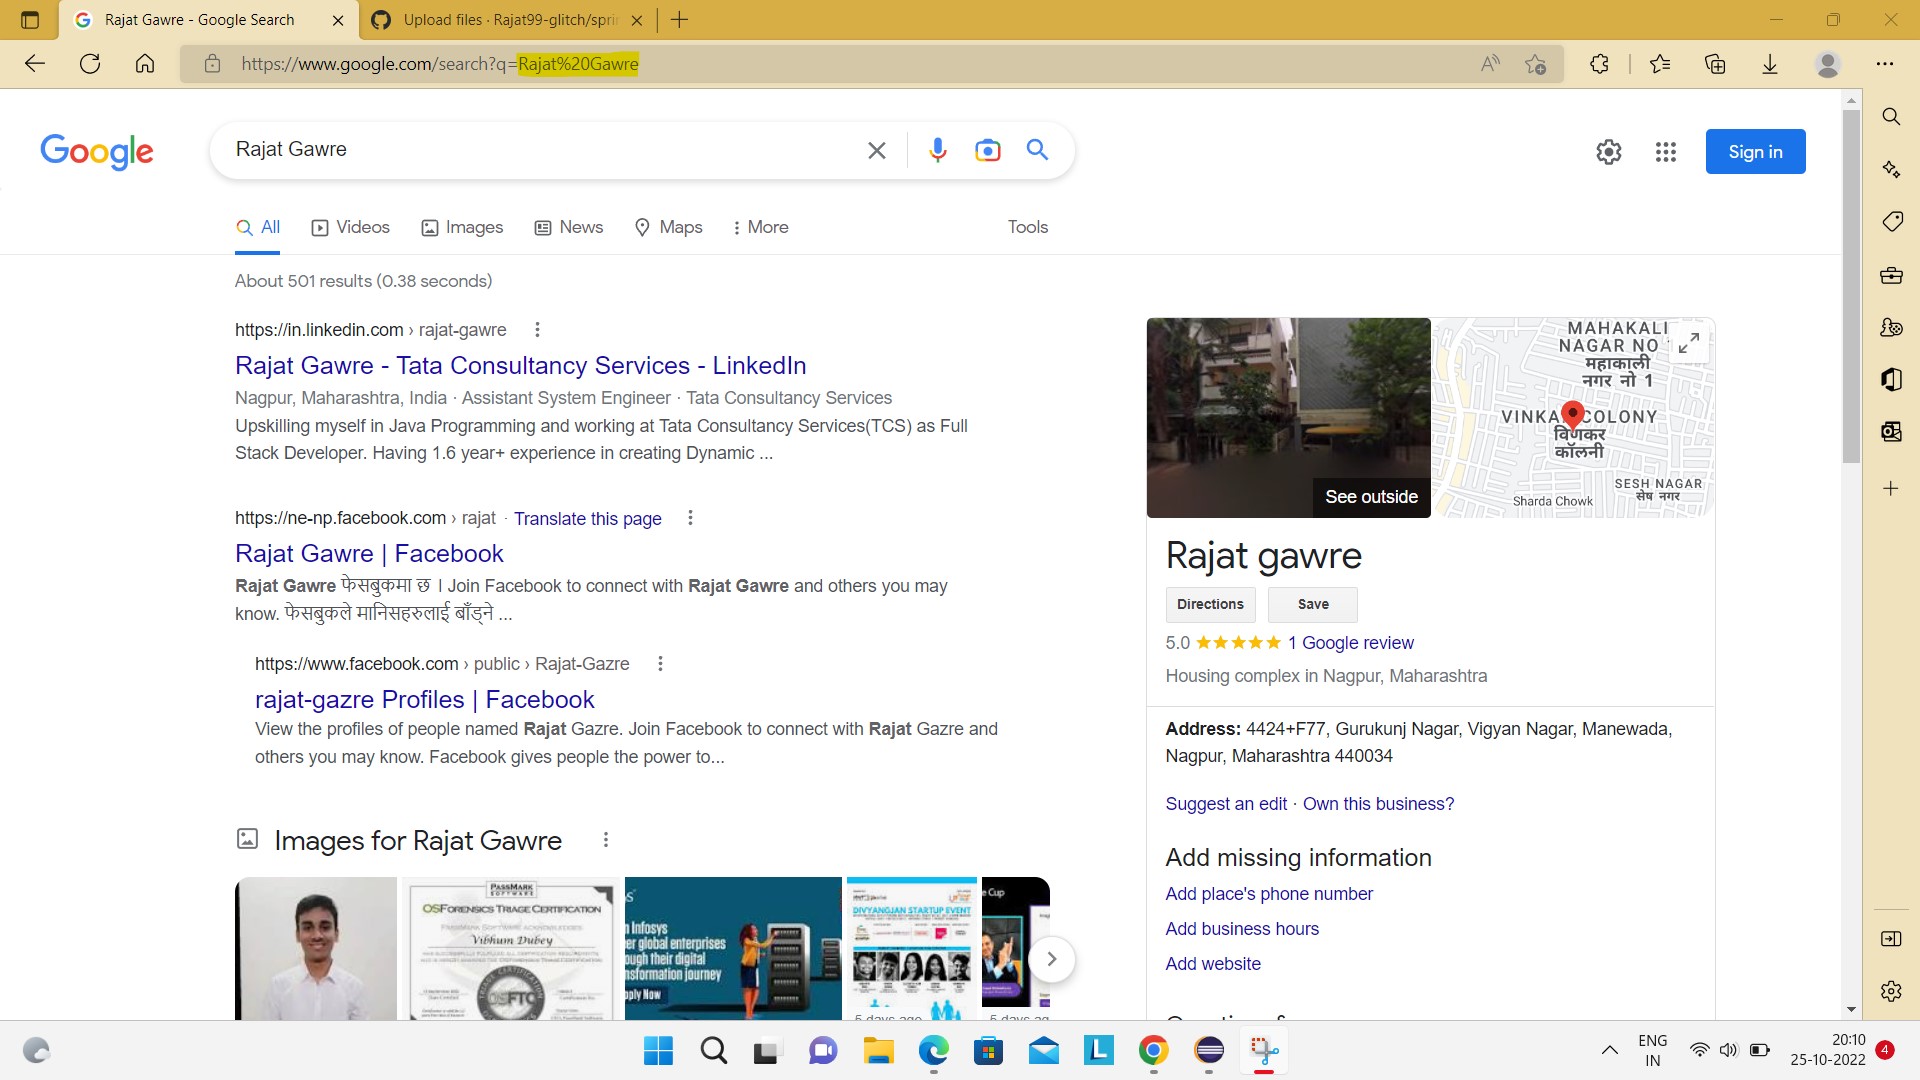 Rajat Gawre - Google Search
Upload files · Rajat99-glitch/sprin
https://www.google.com/search?q=Rajat%20Gawre
Google
Rajat Gawre
Sign in
All
Videos
Images
News
Maps
More
Tools
About 501 results (0.38 seconds)
https://in.linkedin.com › rajat-gawre
Rajat Gawre - Tata Consultancy Services - LinkedIn
Nagpur, Maharashtra, India · Assistant System Engineer · Tata Consultancy Services
Upskilling myself in Java Programming and working at Tata Consultancy Services(TCS) as Full
Stack Developer. Having 1.6 year+ experience in creating Dynamic ...
https://ne-np.facebook.com › rajat · Translate this page
Rajat Gawre | Facebook
Rajat Gawre फेसबुकमा छ । Join Facebook to connect with Rajat Gawre and others you may
know. फेसबुकले मानिसहरुलाई बाँड्ने ...
https://www.facebook.com › public › Rajat-Gazre
rajat-gazre Profiles | Facebook
View the profiles of people named Rajat Gazre. Join Facebook to connect with Rajat Gazre and
others you may know. Facebook gives people the power to...
Images for Rajat Gawre
PASSMARK
SOFTWARE
OSFORENSICS TRIAGE CERTIFICATION
PASSMARK SOFTWARE ACKNOWLEDGES
Vibhum Dubey
OSFTC
Infosys
global enterprises
their digital
Now
DIVYANGJAN STARTUP EVENT
5 days ago
Cup
5 days ag
See outside
MAHAKALI
NAGAR NO
महाकाली
नगर नो 1
VINKAR COLONY
विणकर
कॉलनी
SESH NAGAR
सेष नगर
Sharda Chowk
Rajat gawre
Directions
Save
5.0
1 Google review
Housing complex in Nagpur, Maharashtra
Address: 4424+F77, Gurukunj Nagar, Vigyan Nagar, Manewada,
Nagpur, Maharashtra 440034
Suggest an edit · Own this business?
Add missing information
Add place's phone number
Add business hours
Add website
ENG
IN
20:10
25-10-2022
4